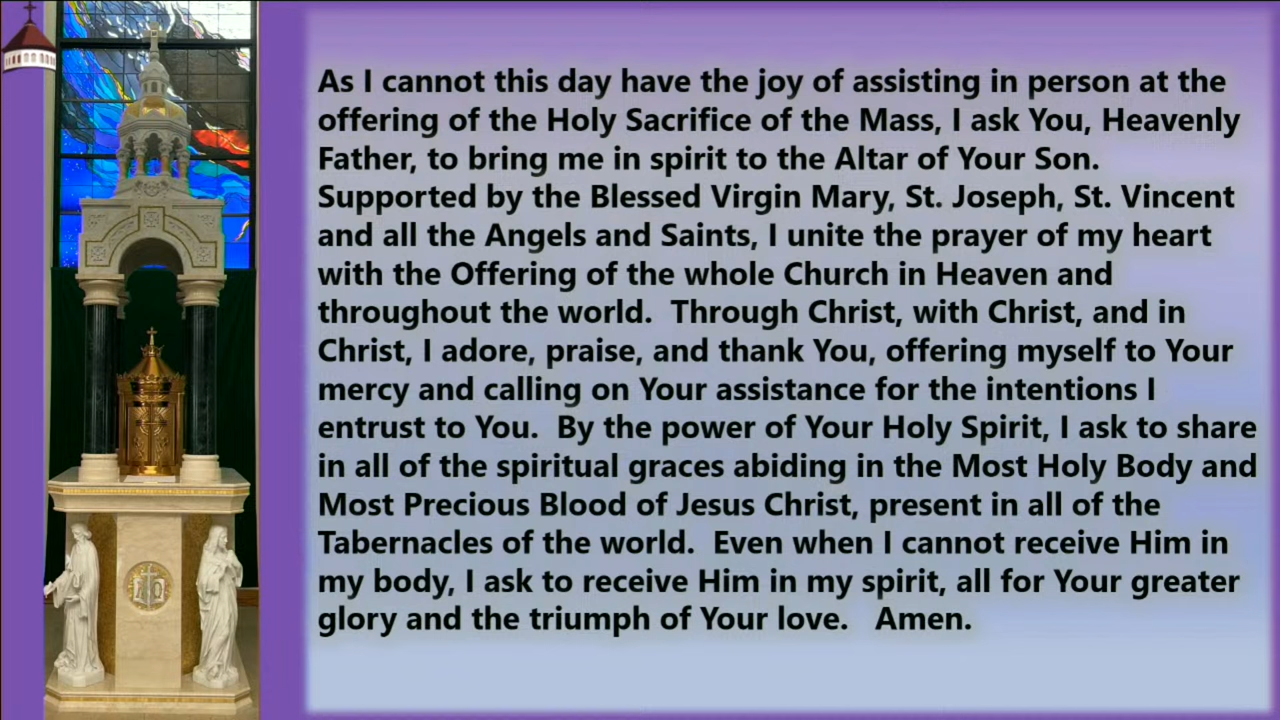 As I cannot this day have the joy of assisting in person at the
offering of the Holy Sacrifice of the Mass, I ask You, Heavenly
Father, to bring me in spirit to the Altar of Your Son.
Supported by the Blessed Virgin Mary, St. Joseph, St. Vincent
and all the Angels and Saints, I unite the prayer of my heart
with the Offering of the whole Church in Heaven and
throughout the world.  Through Christ, with Christ, and in
Christ, I adore, praise, and thank You, offering myself to Your
mercy and calling on Your assistance for the intentions I
entrust to You.  By the power of Your Holy Spirit, I ask to share
in all of the spiritual graces abiding in the Most Holy Body and
Most Precious Blood of Jesus Christ, present in all of the
Tabernacles of the world.  Even when I cannot receive Him in
my body, I ask to receive Him in my spirit, all for Your greater
glory and the triumph of Your love.   Amen.